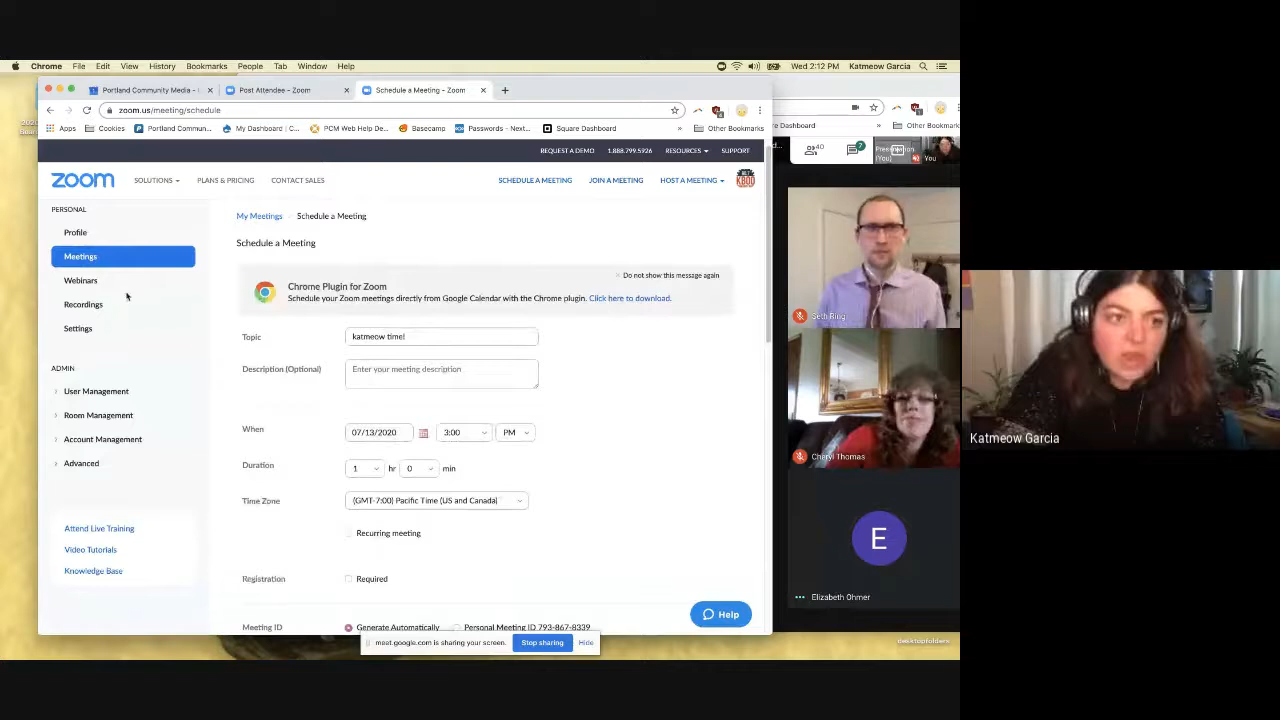 Chrome File Edit View History Bookmarks People Tab Window Help Wed 2:12 PM Katmeow Garcia
Portland Community Media - Post Attendee - Zoom Schedule a Meeting - Zoom
zoom.us/meeting/schedule
Apps Cookies Portland Commun... My Dashboard | C... PCM Web Help De... Basecamp Passwords - Next... Square Dashboard » Other Bookmarks
Dashboard » Other Bookmarks
REQUEST A DEMO 1.888.799.5926 RESOURCES SUPPORT
40 7 (You) You
zoom SOLUTIONS PLANS & PRICING CONTACT SALES SCHEDULE A MEETING JOIN A MEETING HOST A MEETING
PERSONAL
Profile
Meetings
Webinars
Recordings
Settings
ADMIN
User Management
Room Management
Account Management
Advanced
Attend Live Training
Video Tutorials
Knowledge Base
My Meetings Schedule a Meeting
Schedule a Meeting
Do not show this message again
Chrome Plugin for Zoom
Schedule your Zoom meetings directly from Google Calendar with the Chrome plugin. Click here to download.
Topic katmeow time!
Description (Optional) Enter your meeting description
When 07/13/2020 3:00 PM
Duration 1 hr 0 min
Time Zone (GMT-7:00) Pacific Time (US and Canada)
Recurring meeting
Registration Required
Meeting ID Generate Automatically Personal Meeting ID 793-867-8339
Help
meet.google.com is sharing your screen. Stop sharing Hide
Seth Ring
Cheryl Thomas
E
Elizabeth Ohmer
desktopfolders
Katmeow Garcia